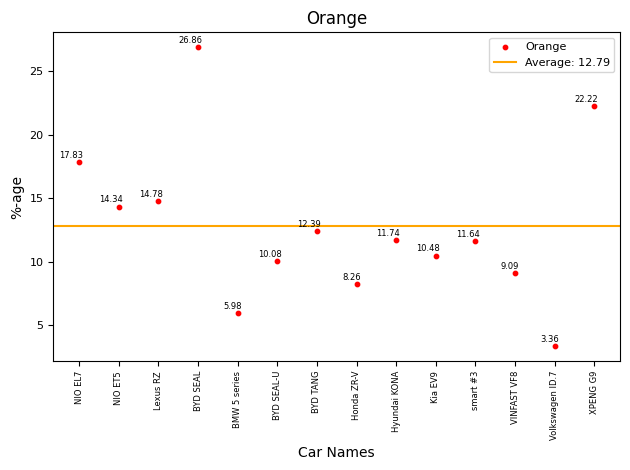 Orange
Orange
Average: 12.79
%-age
25
20
15
10
5
17.83
14.34
14.78
26.86
5.98
10.08
12.39
8.26
11.74
10.48
11.64
9.09
3.36
22.22
NIO EL7
NIO ET5
Lexus RZ
BYD SEAL
BMW 5 series
BYD SEAL-U
BYD TANG
Honda ZR-V
Hyundai KONA
Kia EV9
smart #3
VINFAST VF8
Volkswagen ID.7
XPENG G9
Car Names